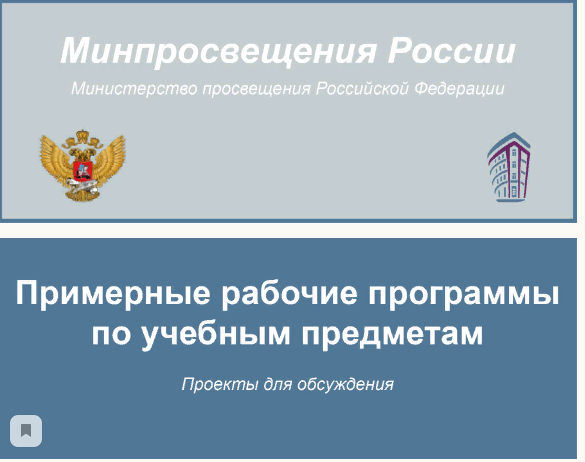 Минпросвещения России
Министерство просвещения Российской Федерации
Примерные рабочие программы
по учебным предметам
Проекты для обсуждения